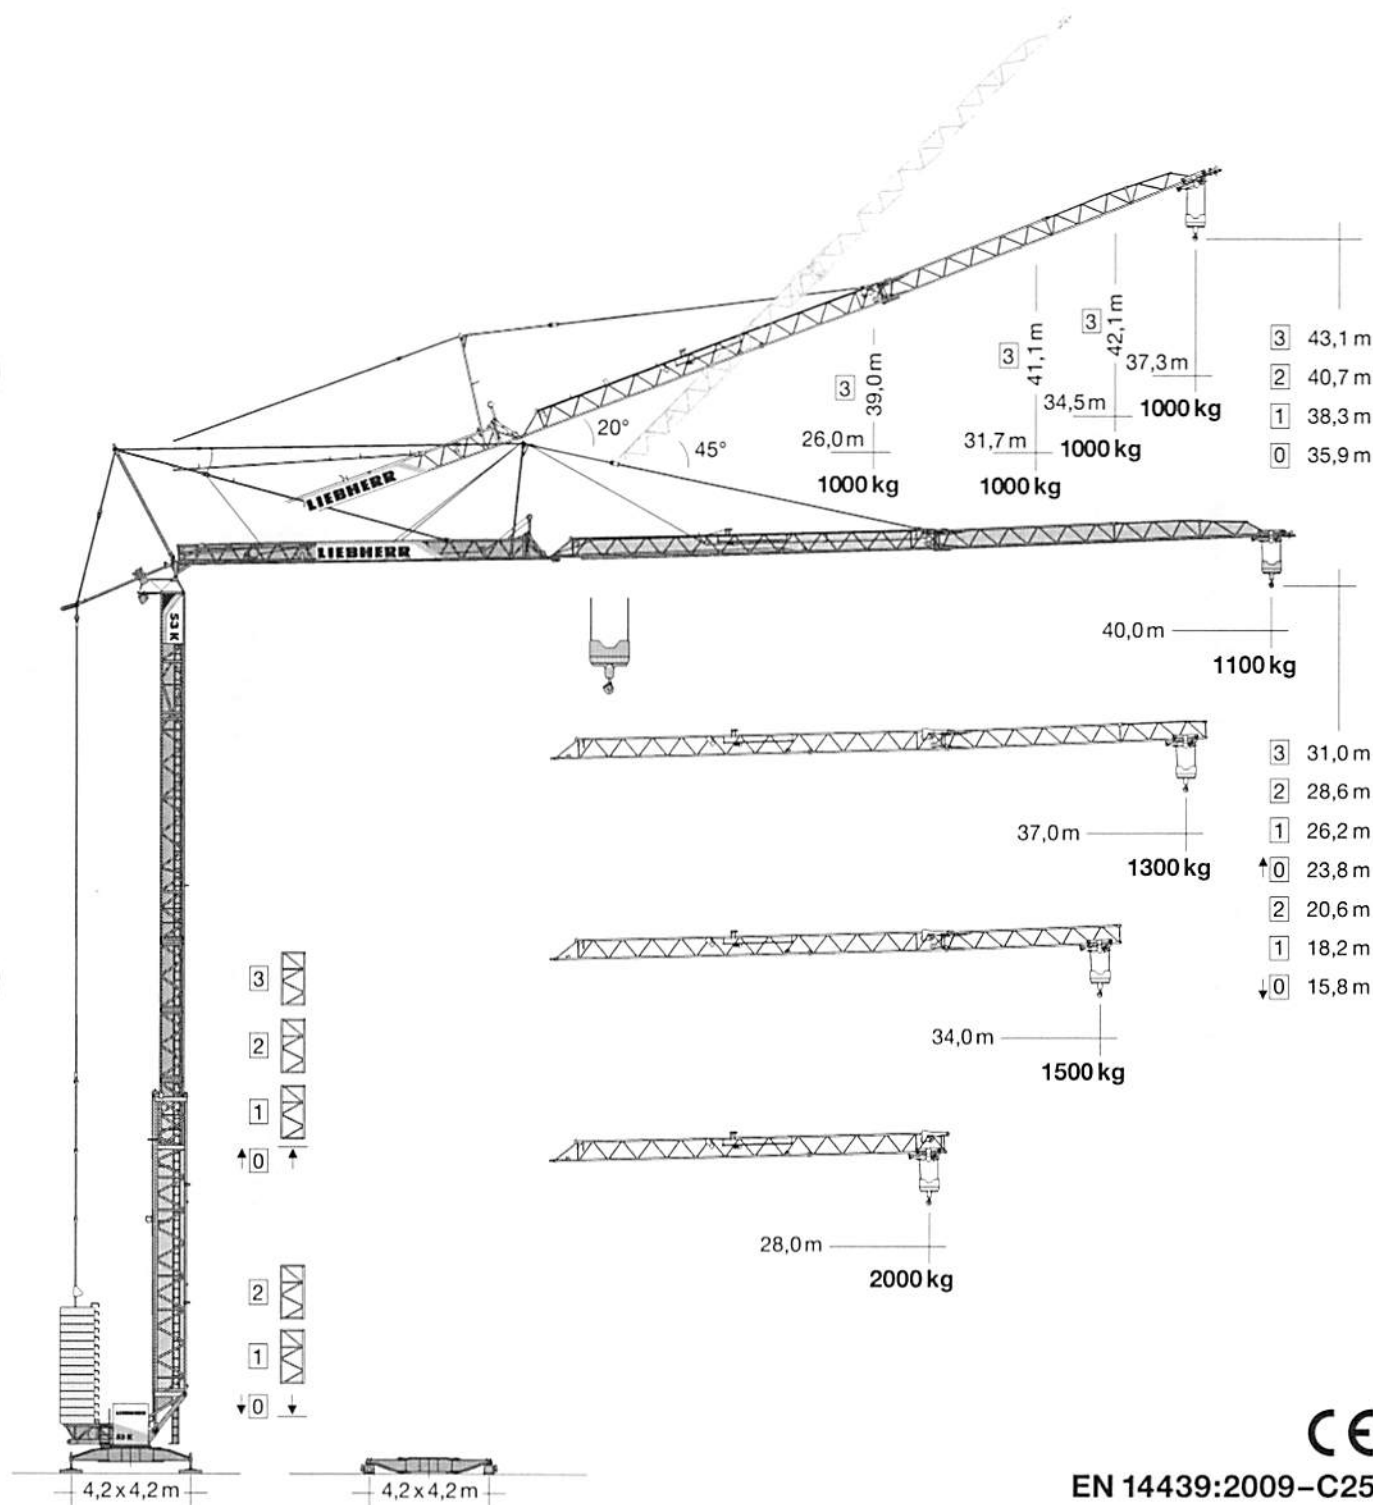 3 43,1 m
2 40,7 m
1 38,3 m
0 35,9 m
3 39,0 m
3 41,1 m
3 42,1 m
26,0 m
1000 kg
31,7 m
1000 kg
34,5 m
1000 kg
37,3 m
1000 kg
20°
45°
LIEBHERR
LIEBHERR
53 K
40,0 m
1100 kg
37,0 m
1300 kg
34,0 m
1500 kg
28,0 m
2000 kg
3 31,0 m
2 28,6 m
1 26,2 m
↑ 0 23,8 m
2 20,6 m
1 18,2 m
↓ 0 15,8 m
3
2
1
↑ 0 ↑
2
1
↓ 0 ↓
LIEBHERR
53 K
4,2 x 4,2 m
4,2 x 4,2 m
CE
EN 14439:2009–C25